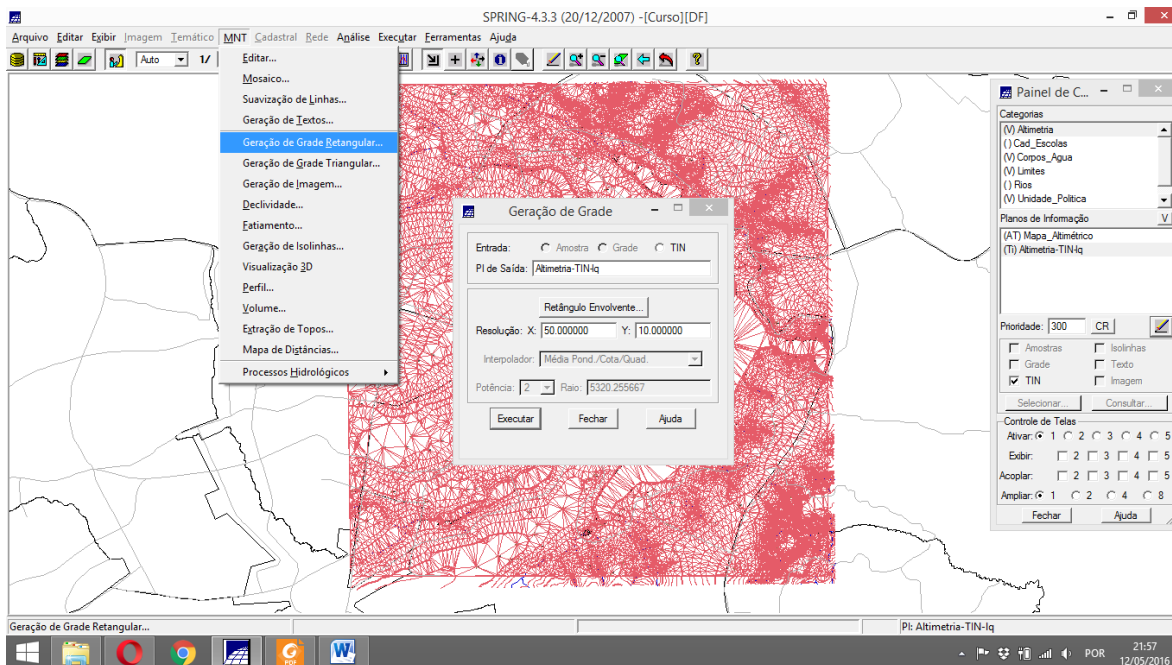 SPRING-4.3.3 (20/12/2007) -[Curso][DF]
Arquivo Editar Exibir Imagem Temático MNT Cadastral Rede Análise Executar Ferramentas Ajuda
Auto 1/
Editar...
Mosaico...
Suavização de Linhas...
Geração de Textos...
Geração de Grade Retangular...
Geração de Grade Triangular...
Geração de Imagem...
Declividade...
Fatiamento...
Geração de Isolinhas...
Visualização 3D
Perfil...
Volume...
Extração de Topos...
Mapa de Distâncias...
Processos Hidrológicos
Geração de Grade
Entrada: Amostra Grade TIN
PI de Saída: Altimetria-TIN-lq
Retângulo Envolvente...
Resolução: X: 50.000000 Y: 10.000000
Interpolador: Média Pond./Cota/Quad.
Potência: 2 Raio: 5320.255667
Executar Fechar Ajuda
Painel de C...
Categorias
(V) Altimetria
( ) Cad_Escolas
(V) Corpos_Agua
(V) Limites
( ) Rios
(V) Unidade_Politica
Planos de Informação V
(AT) Mapa_Altimétrico
(Ti) Altimetria-TIN-lq
Prioridade: 300 CR
Amostras Isolinhas
Grade Texto
TIN Imagem
Selecionar... Consultar...
Controle de Telas
Ativar: 1 2 3 4 5
Exibir: 2 3 4 5
Acoplar: 2 3 4 5
Ampliar: 1 2 4 8
Fechar Ajuda
Geração de Grade Retangular...
PI: Altimetria-TIN-lq
POR
21:57
12/05/2016